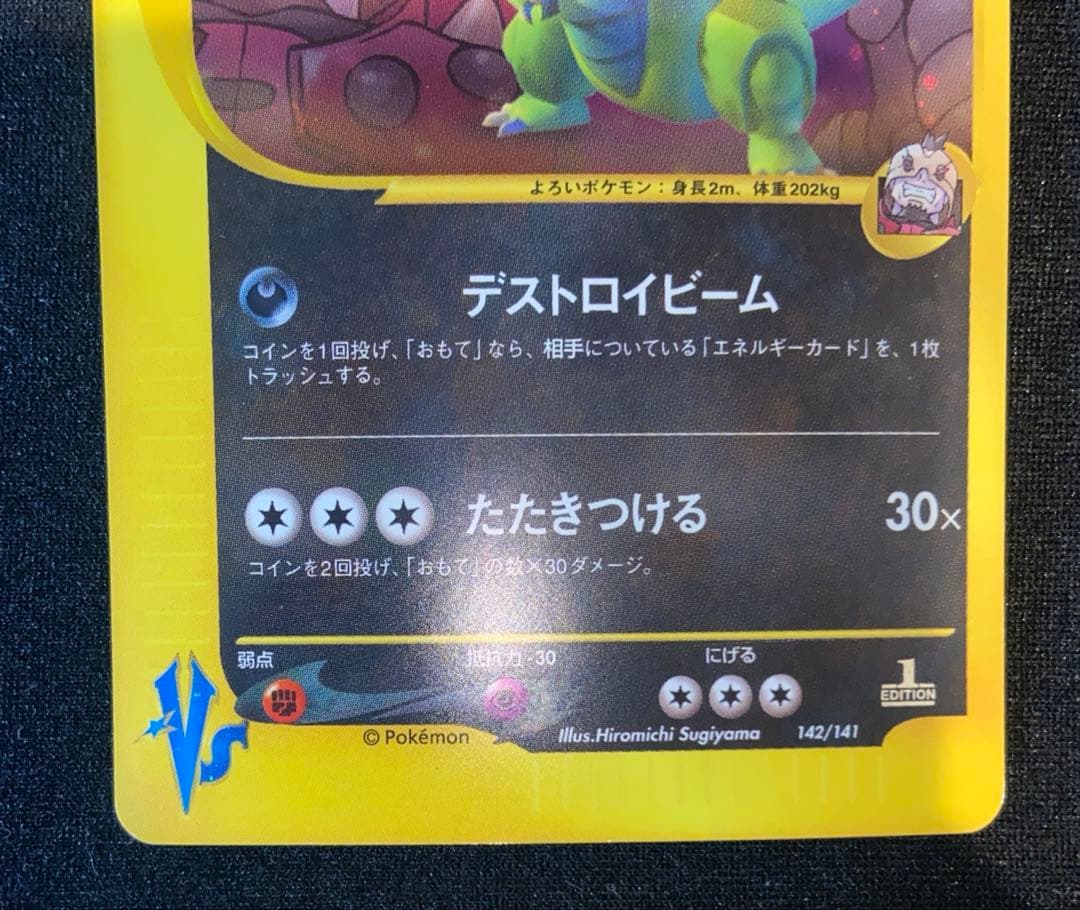 よろいポケモン：身長2m、体重202kg
デストロイビーム
コインを1回投げ、「おもて」なら、相手についている「エネルギーカード」を、1枚
トラッシュする。
たたきつける 30×
コインを2回投げ、「おもて」の数×30ダメージ。
弱点 抵抗力-30 にげる
1
EDITION
VS
©Pokémon Illus.Hiromichi Sugiyama 142/141